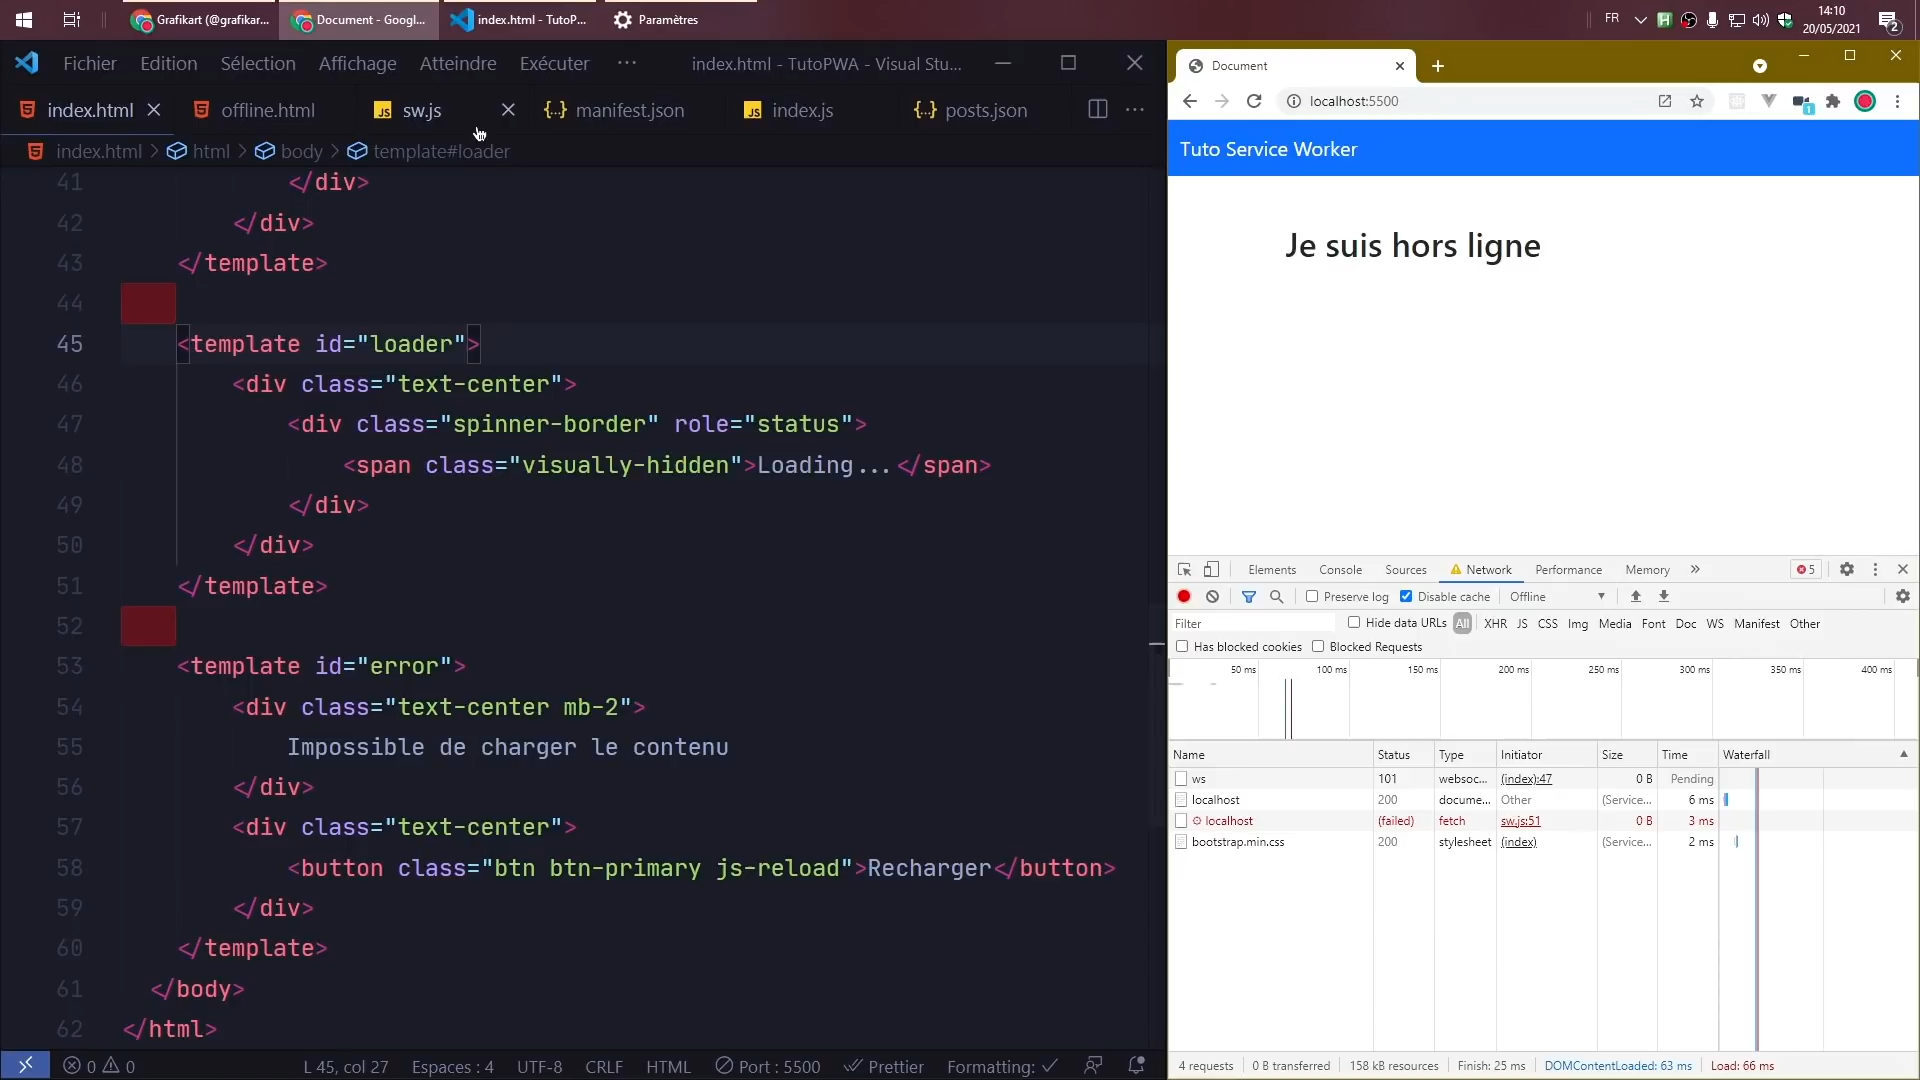 Grafikart (@grafikar...
Document - Googl...
index.html - TutoP...
Paramètres
FR
14:10
20/05/2021
2
Fichier
Edition
Sélection
Affichage
Atteindre
Exécuter
index.html - TutoPWA - Visual Stu...
index.html
offline.html
JS sw.js
{} manifest.json
JS index.js
{} posts.json
index.html > html > body > template#loader
41 </div>
42 </div>
43 </template>
44
45 <template id="loader">
46 <div class="text-center">
47 <div class="spinner-border" role="status">
48 <span class="visually-hidden">Loading...</span>
49 </div>
50 </div>
51 </template>
52
53 <template id="error">
54 <div class="text-center mb-2">
55 Impossible de charger le contenu
56 </div>
57 <div class="text-center">
58 <button class="btn btn-primary js-reload">Recharger</button>
59 </div>
60 </template>
61 </body>
62 </html>
0 0
L 45, col 27
Espaces : 4
UTF-8
CRLF
HTML
Port : 5500
Prettier
Formatting:
Document
localhost:5500
1
Tuto Service Worker
Je suis hors ligne
Elements
Console
Sources
Network
Performance
Memory
5
Preserve log
Disable cache
Offline
Filter
Hide data URLs
All
XHR
JS
CSS
Img
Media
Font
Doc
WS
Manifest
Other
Has blocked cookies
Blocked Requests
50 ms
100 ms
150 ms
200 ms
250 ms
300 ms
350 ms
400 ms
Name Status Type Initiator Size Time Waterfall
ws 101 websoc... (index):47 0 B Pending
localhost 200 docume... Other (Service... 6 ms
localhost (failed) fetch sw.js:51 0 B 3 ms
bootstrap.min.css 200 stylesheet (index) (Service... 2 ms
4 requests
0 B transferred
158 kB resources
Finish: 25 ms
DOMContentLoaded: 63 ms
Load: 66 ms